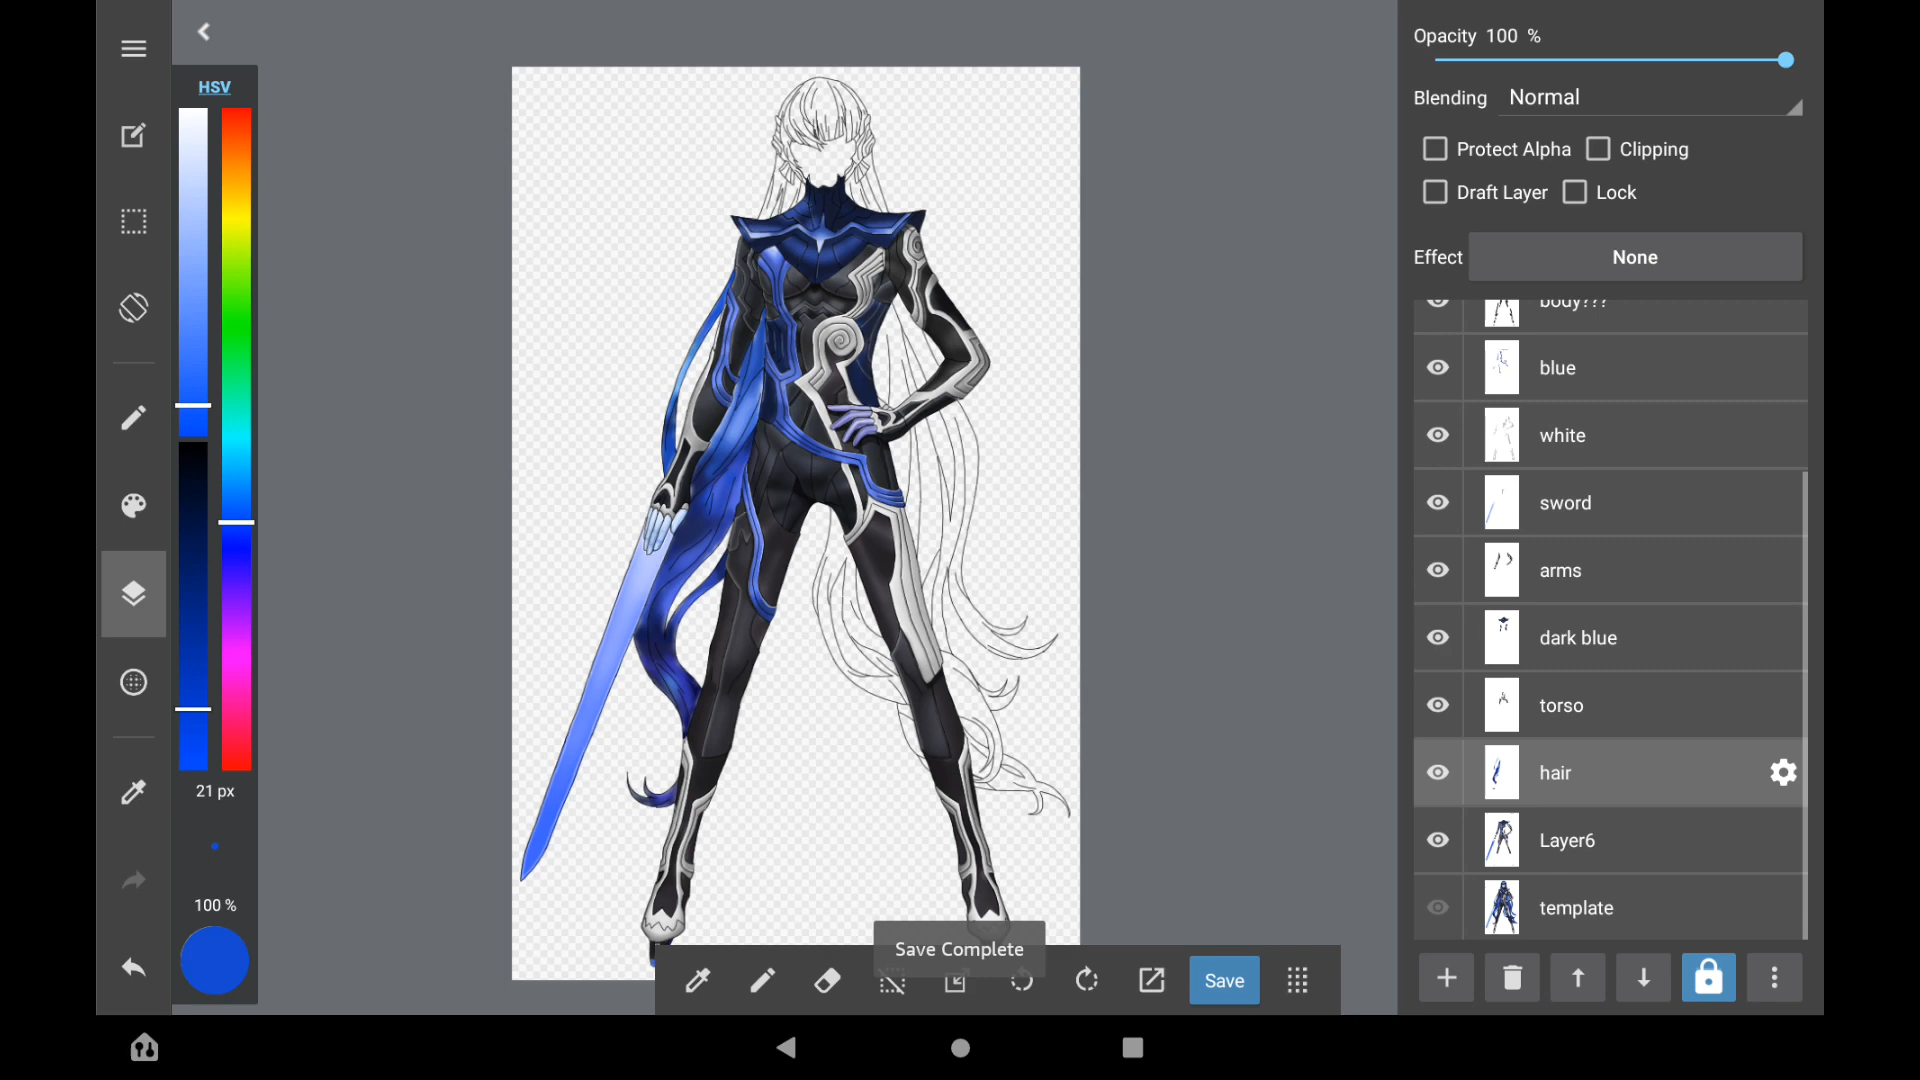 HSV
21 px
100 %
Save Complete
Save
Opacity 100 %
Blending Normal
Protect Alpha
Clipping
Draft Layer
Lock
Effect None
body???
blue
white
sword
arms
dark blue
torso
hair
Layer6
template